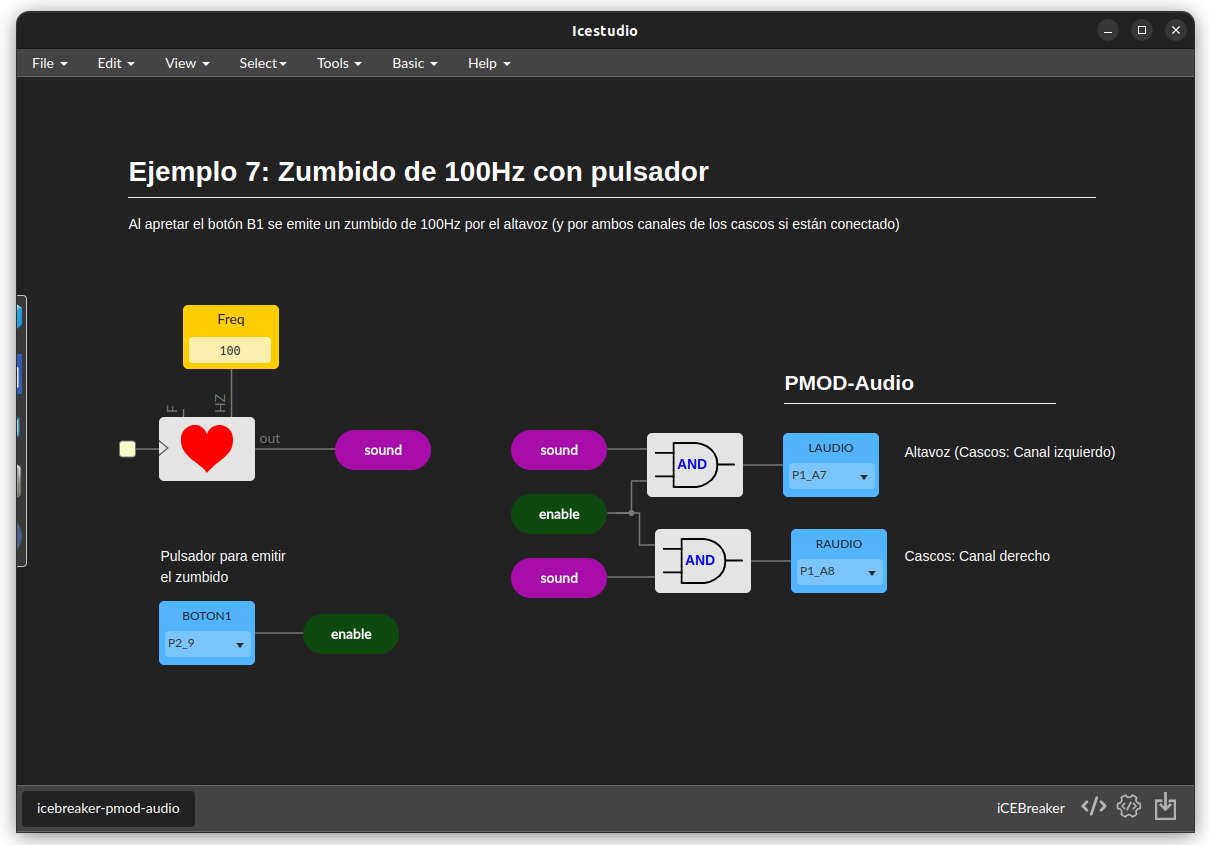 Icestudio
File Edit View Select Tools Basic Help
Ejemplo 7: Zumbido de 100Hz con pulsador
Al apretar el botón B1 se emite un zumbido de 100Hz por el altavoz (y por ambos canales de los cascos si están conectado)
Freq
100
F HZ
out
sound
Pulsador para emitir
el zumbido
BOTON1
P2_9
enable
PMOD-Audio
sound
AND
LAUDIO
P1_A7
Altavoz (Cascos: Canal izquierdo)
enable
sound
AND
RAUDIO
P1_A8
Cascos: Canal derecho
icebreaker-pmod-audio
iCEBreaker